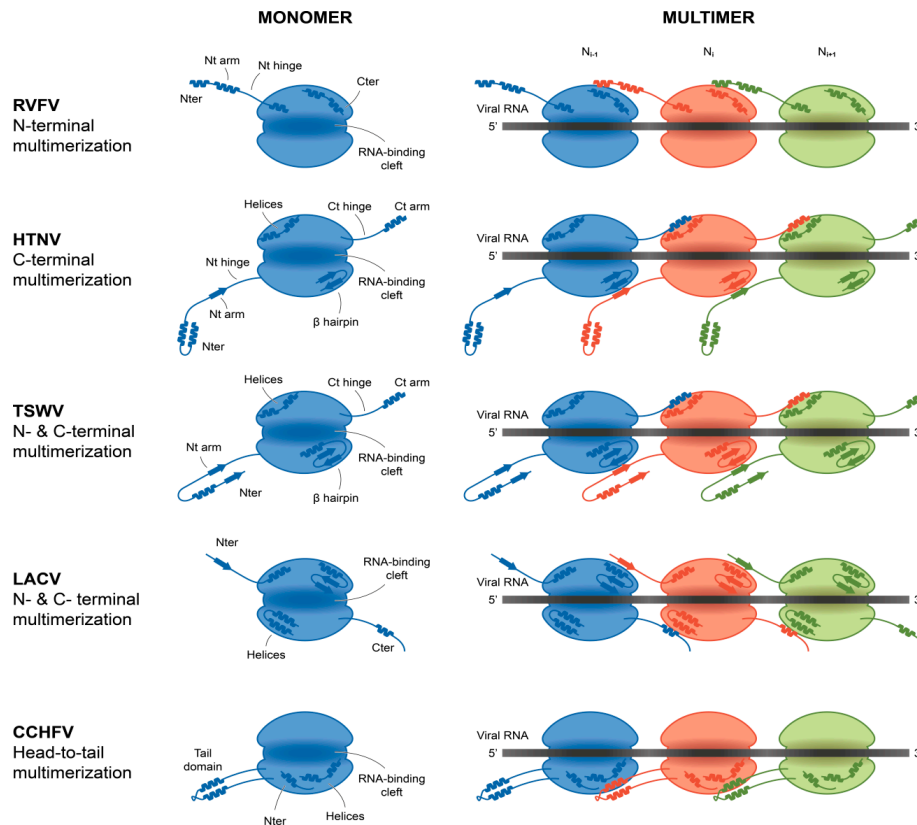 MONOMER
MULTIMER
RVFV
N-terminal
multimerization
Nt arm
Nt hinge
Nter
Cter
RNA-binding
cleft
Ni-1
Ni
Ni+1
Viral RNA
5'
3'
HTNV
C-terminal
multimerization
Helices
Ct hinge
Ct arm
Nt hinge
RNA-binding
cleft
Nt arm
β hairpin
Nter
Viral RNA
5'
3'
TSWV
N- & C-terminal
multimerization
Helices
Ct hinge
Ct arm
Nt arm
RNA-binding
cleft
Nter
β hairpin
Viral RNA
5'
3'
LACV
N- & C- terminal
multimerization
Nter
RNA-binding
cleft
Helices
Cter
Viral RNA
5'
3'
CCHFV
Head-to-tail
multimerization
Tail
domain
RNA-binding
cleft
Nter
Helices
Viral RNA
5'
3'